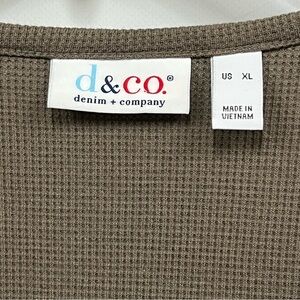 d&co.®
denim + company
US XL
MADE IN
VIETNAM